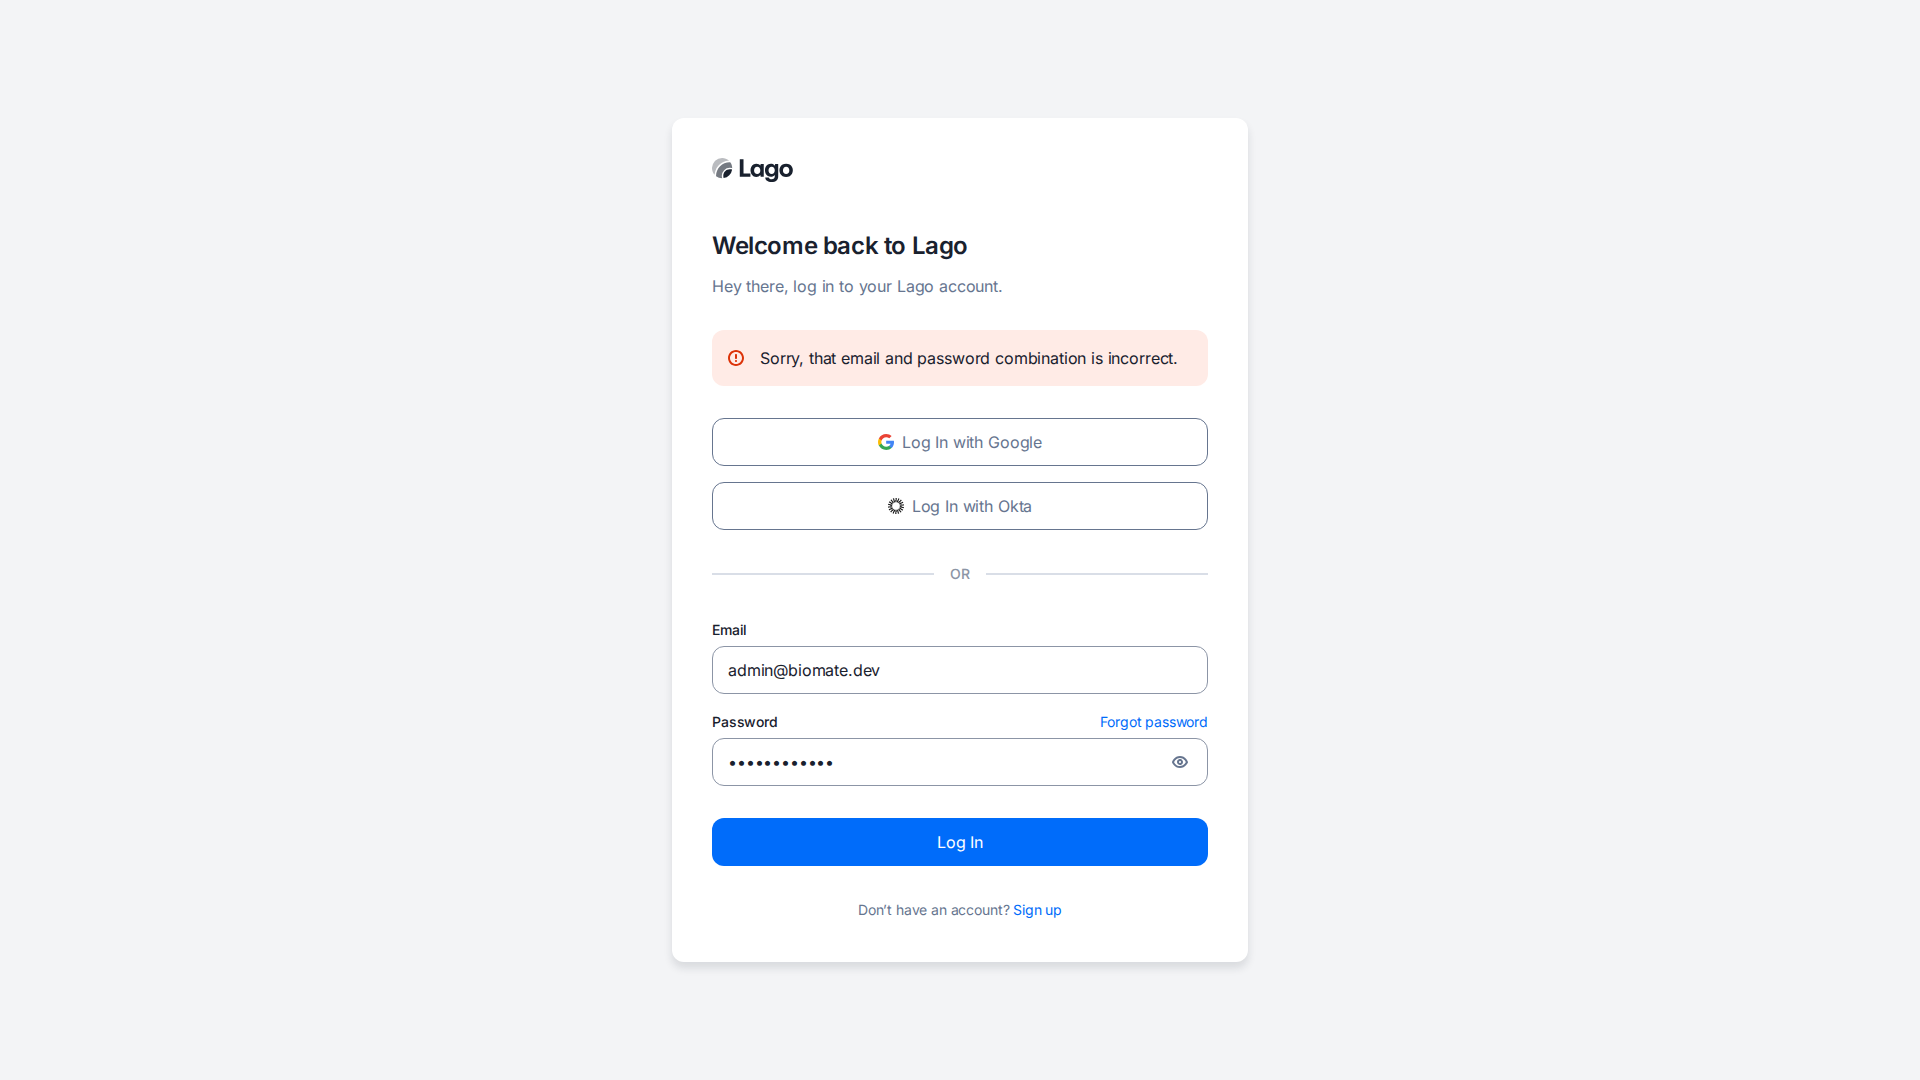 Lago
Welcome back to Lago
Hey there, log in to your Lago account.
Sorry, that email and password combination is incorrect.
Log In with Google
Log In with Okta
OR
Email
admin@biomate.dev
Password
Forgot password
••••••••••••
Log In
Don't have an account? Sign up